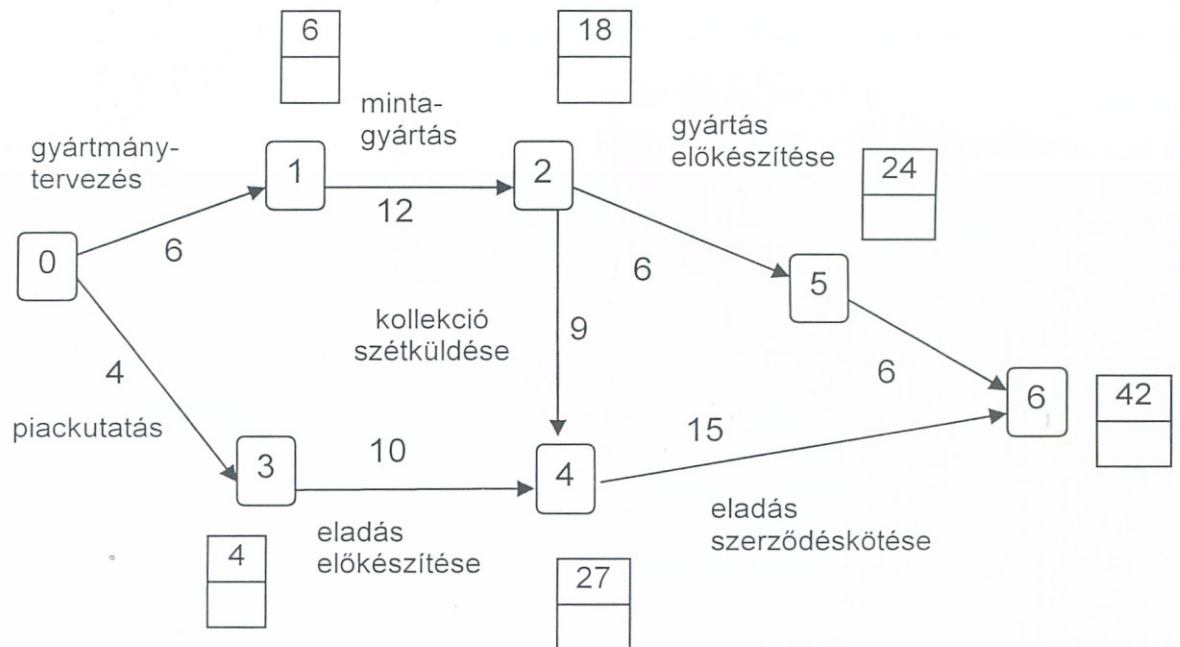 6
18
minta-
gyártás
gyártmány-
tervezés
gyártás
előkészítése
24
1
2
12
0
6
6
5
kollekció
szétküldése
9
4
6
6
42
piackutatás
15
3
10
4
eladás
előkészítése
eladás
szerződéskötése
4
27